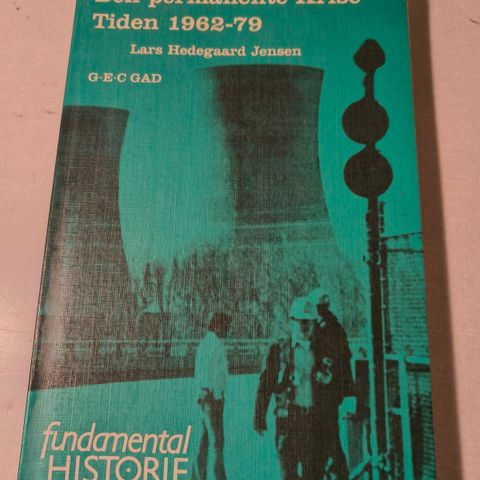 Den permanente Krise
Tiden 1962-79
Lars Hedegaard Jensen
G·E·C GAD
fundamental
HISTORIE